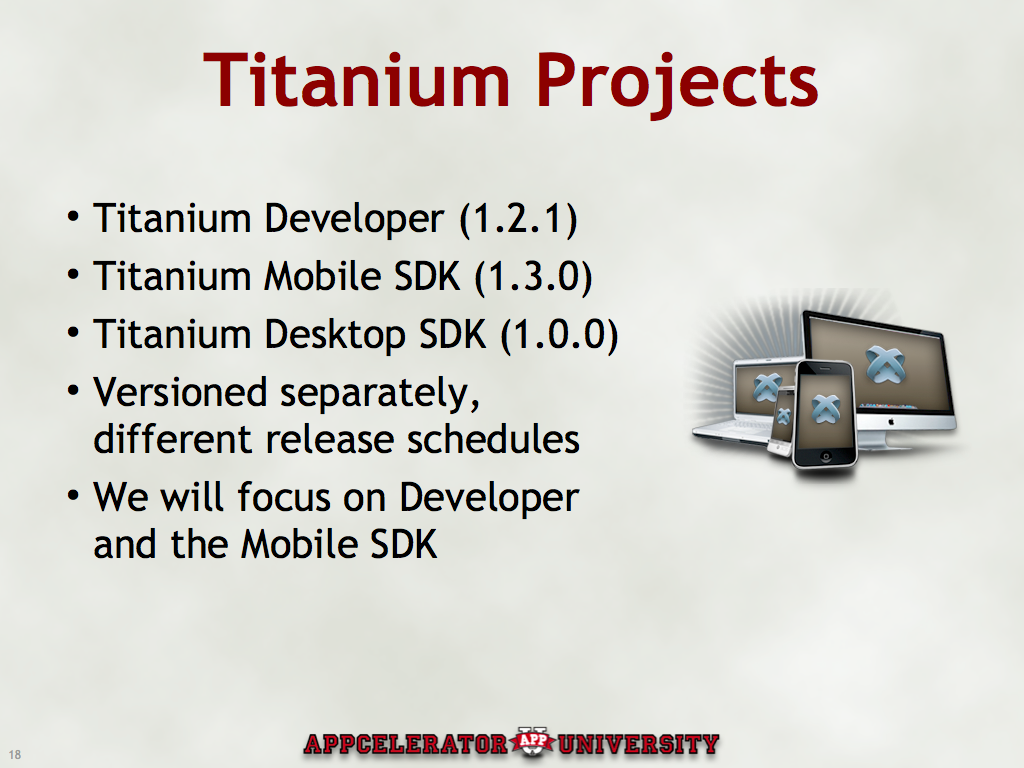 Titanium Projects
• Titanium Developer (1.2.1)
• Titanium Mobile SDK (1.3.0)
• Titanium Desktop SDK (1.0.0)
• Versioned separately,
different release schedules
• We will focus on Developer
and the Mobile SDK
18
APPCELERATOR U APP UNIVERSITY